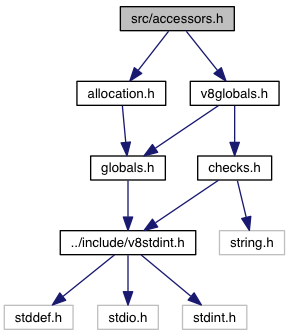 src/accessors.h
allocation.h
v8globals.h
globals.h
checks.h
../include/v8stdint.h
string.h
stddef.h
stdio.h
stdint.h